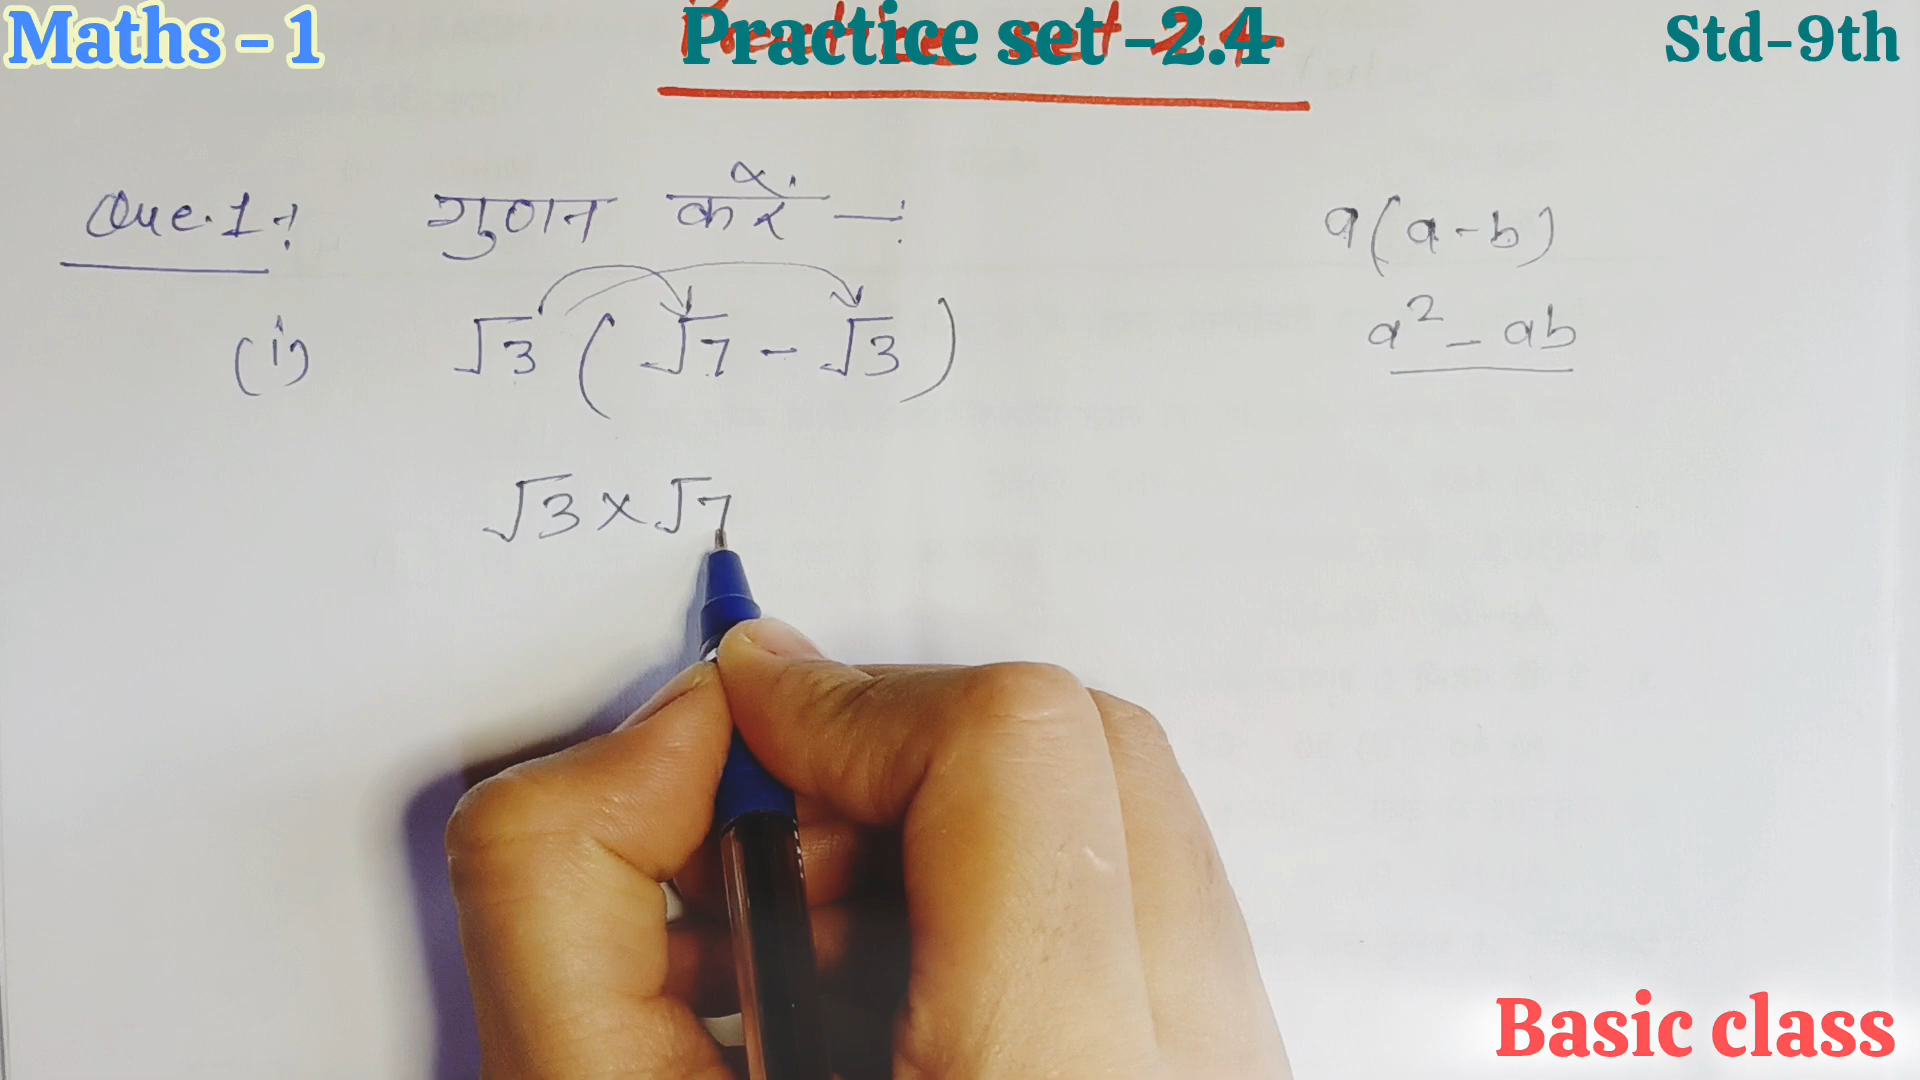 Maths - 1
Practice set -2.4
Std-9th
Que.1:
गुणन करें —:
a(a-b)
(i) √3 ( √7 - √3 )
a² - ab
√3 × √7
Basic class